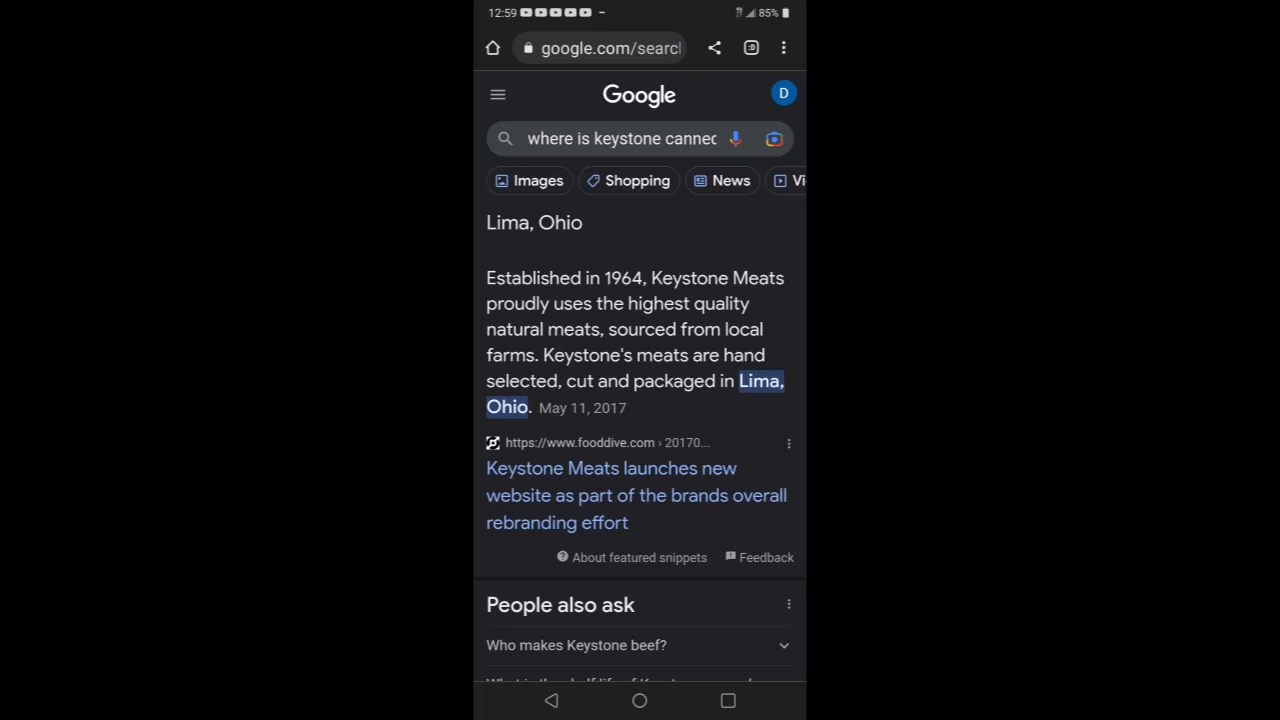 12:59 85%
google.com/search
Google D
where is keystone canned
Images Shopping News Vi
Lima, Ohio
Established in 1964, Keystone Meats
proudly uses the highest quality
natural meats, sourced from local
farms. Keystone's meats are hand
selected, cut and packaged in Lima,
Ohio. May 11, 2017
https://www.fooddive.com › 20170...
Keystone Meats launches new
website as part of the brands overall
rebranding effort
About featured snippets Feedback
People also ask
Who makes Keystone beef?